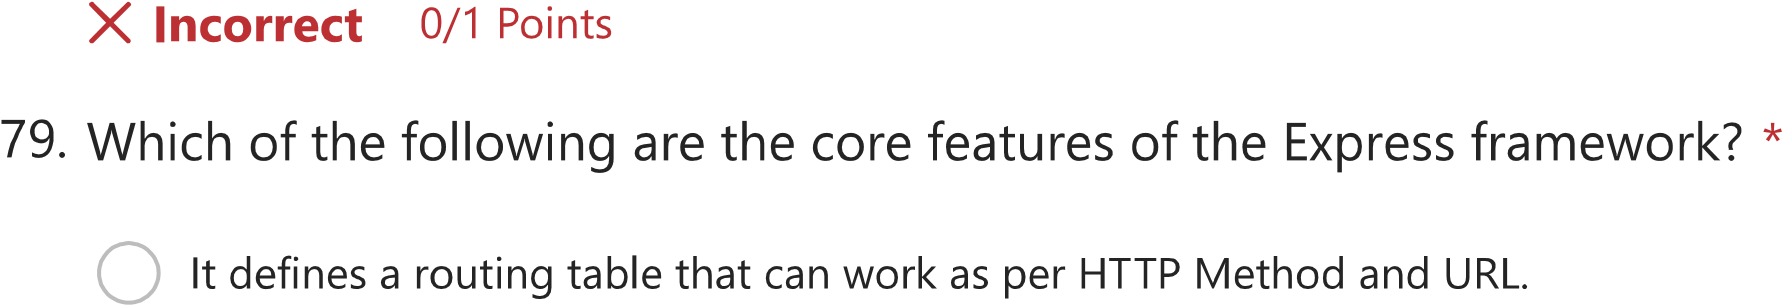 Incorrect 0/1 Points
79. Which of the following are the core features of the Express framework? *
It defines a routing table that can work as per HTTP Method and URL.